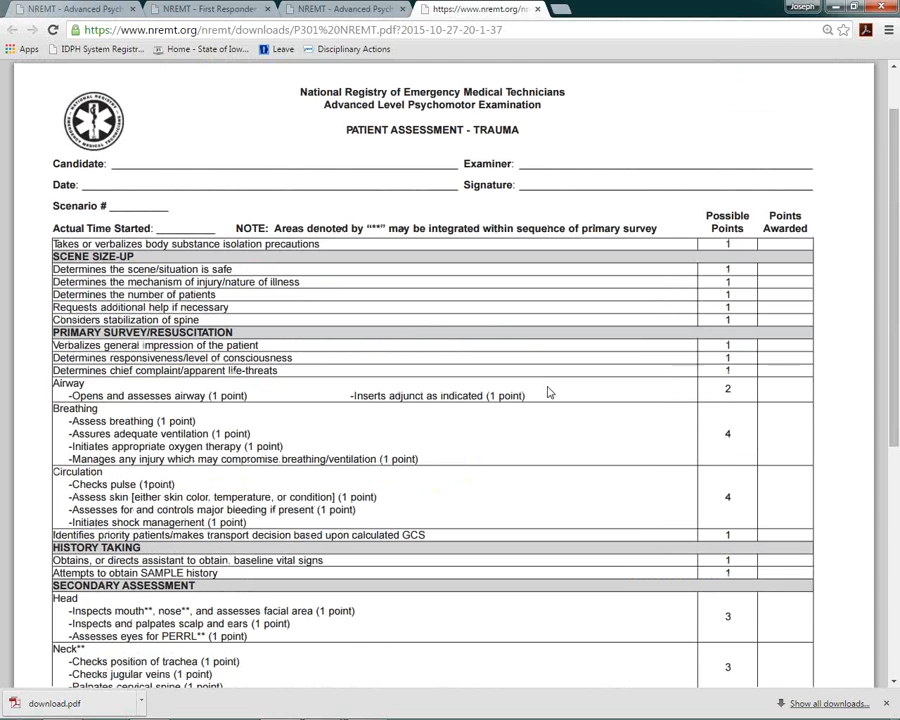 NREMT - Advanced Psych
NREMT - First Responder
NREMT - Advanced Psych
https://www.nremt.org/nr
Joseph
https://www.nremt.org/nremt/downloads/P301%20NREMT.pdf?2015-10-27-20-1-37
Apps
IDPH System Registr...
Home - State of Iow...
Leave
Disciplinary Actions
National Registry of Emergency Medical Technicians
Advanced Level Psychomotor Examination
PATIENT ASSESSMENT - TRAUMA
Candidate: Examiner:
Date: Signature:
Scenario #
Actual Time Started: NOTE: Areas denoted by “**” may be integrated within sequence of primary survey
Possible Points
Points Awarded
Takes or verbalizes body substance isolation precautions 1
SCENE SIZE-UP
Determines the scene/situation is safe 1
Determines the mechanism of injury/nature of illness 1
Determines the number of patients 1
Requests additional help if necessary 1
Considers stabilization of spine 1
PRIMARY SURVEY/RESUSCITATION
Verbalizes general impression of the patient 1
Determines responsiveness/level of consciousness 1
Determines chief complaint/apparent life-threats 1
Airway
-Opens and assesses airway (1 point) -Inserts adjunct as indicated (1 point) 2
Breathing
-Assess breathing (1 point)
-Assures adequate ventilation (1 point)
-Initiates appropriate oxygen therapy (1 point)
-Manages any injury which may compromise breathing/ventilation (1 point)
4
Circulation
-Checks pulse (1point)
-Assess skin [either skin color, temperature, or condition] (1 point)
-Assesses for and controls major bleeding if present (1 point)
-Initiates shock management (1 point)
4
Identifies priority patients/makes transport decision based upon calculated GCS 1
HISTORY TAKING
Obtains, or directs assistant to obtain, baseline vital signs 1
Attempts to obtain SAMPLE history 1
SECONDARY ASSESSMENT
Head
-Inspects mouth**, nose**, and assesses facial area (1 point)
-Inspects and palpates scalp and ears (1 point)
-Assesses eyes for PERRL** (1 point)
3
Neck**
-Checks position of trachea (1 point)
-Checks jugular veins (1 point)
-Palpates cervical spine (1 point)
3
download.pdf
Show all downloads...